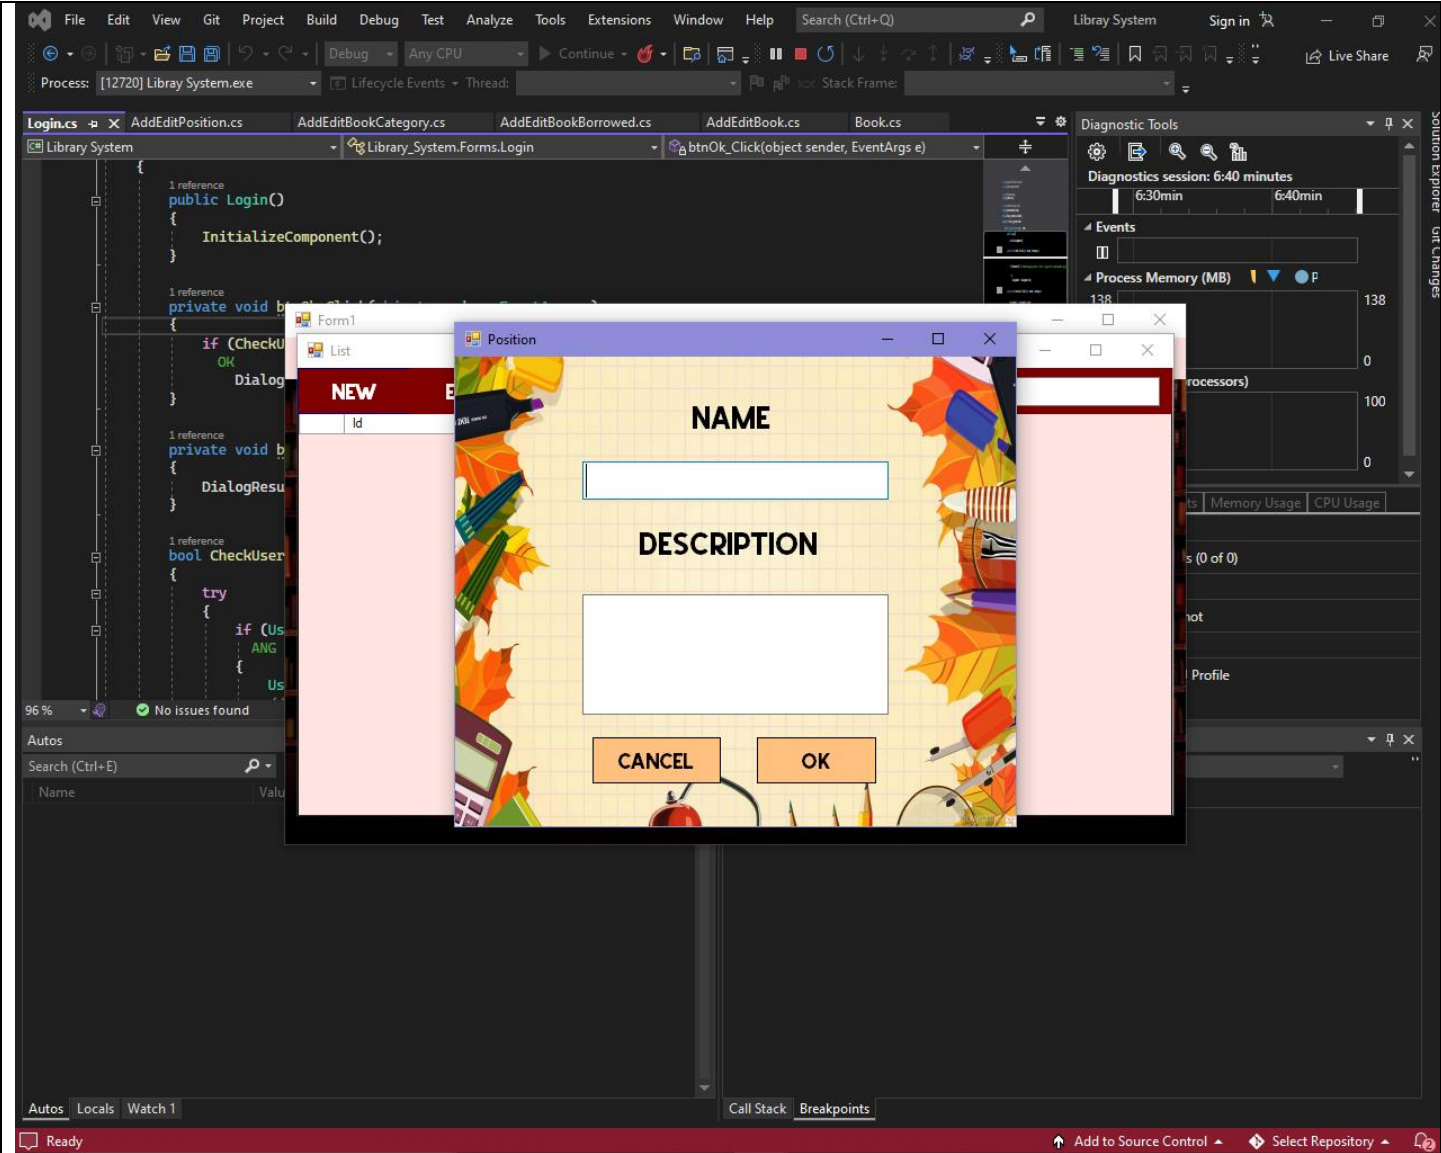 File Edit View Git Project Build Debug Test Analyze Tools Extensions Window Help Search (Ctrl+Q) Libray System Sign in
Debug Any CPU Continue Live Share
Process: [12720] Libray System.exe Lifecycle Events Thread: Stack Frame:
Login.cs AddEditPosition.cs AddEditBookCategory.cs AddEditBookBorrowed.cs AddEditBook.cs Book.cs
Library System Library_System.Forms.Login btnOk_Click(object sender, EventArgs e)
{
1 reference
public Login()
{
InitializeComponent();
}
1 reference
private void b
{
if (CheckU
OK
Dialog
}
1 reference
private void b
{
DialogResu
}
1 reference
bool CheckUser
{
try
{
if (Us
ANG
{
Us
96 % No issues found
Form1
List
NEW E
Id
Position
NAME
DESCRIPTION
CANCEL OK
Diagnostic Tools
Diagnostics session: 6:40 minutes
6:30min 6:40min
Events
Process Memory (MB) P
138 138
0
rocessors)
100
0
ts Memory Usage CPU Usage
s (0 of 0)
not
Profile
Solution Explorer Git Changes
Autos
Search (Ctrl+E)
Name Valu
Autos Locals Watch 1
Call Stack Breakpoints
Ready Add to Source Control Select Repository 2